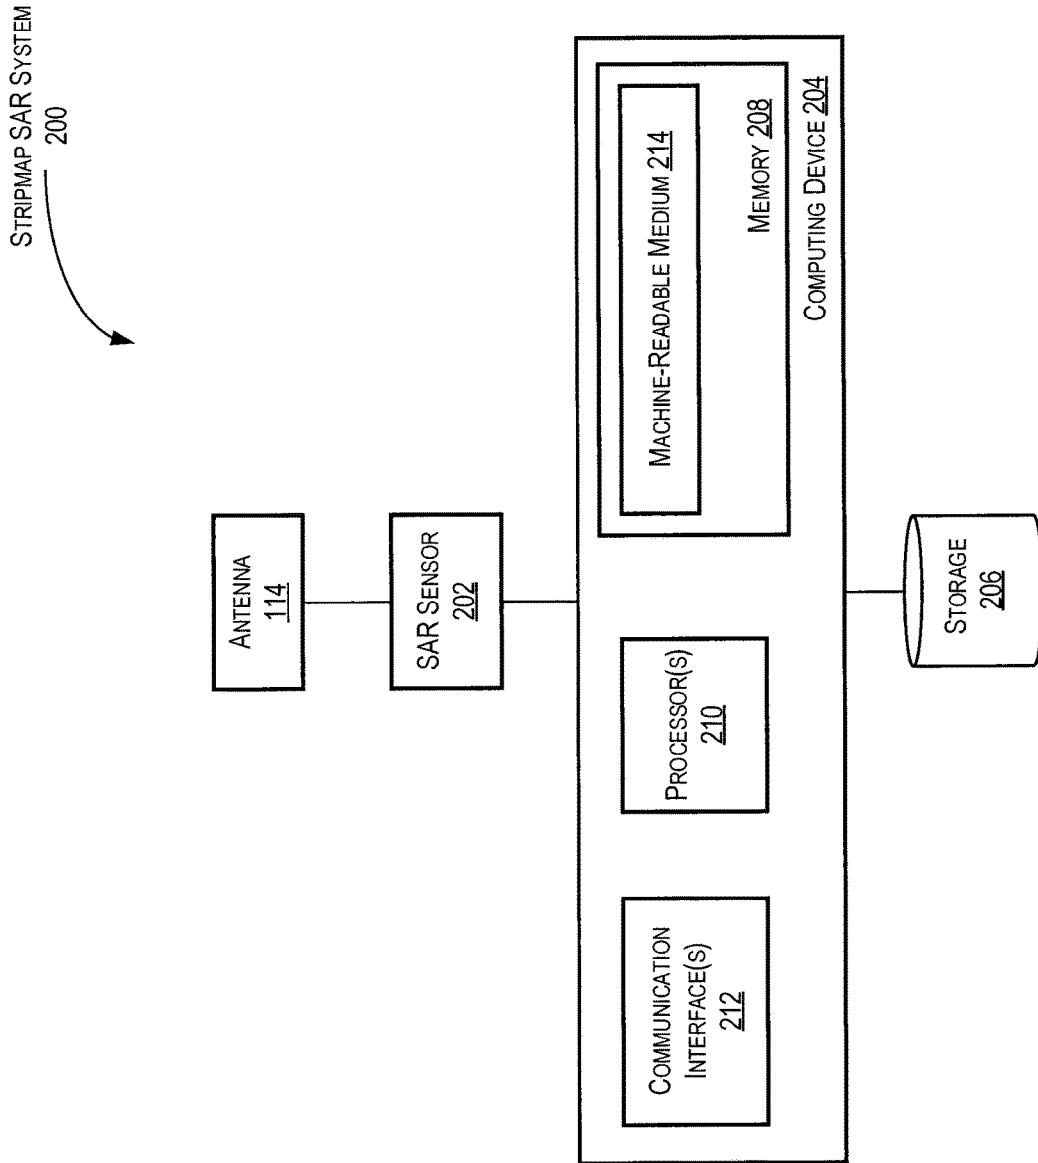 STRIPMAP SAR SYSTEM
200
ANTENNA
114
SAR SENSOR
202
COMMUNICATION
INTERFACE(S)
212
PROCESSOR(S)
210
MACHINE-READABLE MEDIUM 214
MEMORY 208
COMPUTING DEVICE 204
STORAGE
206